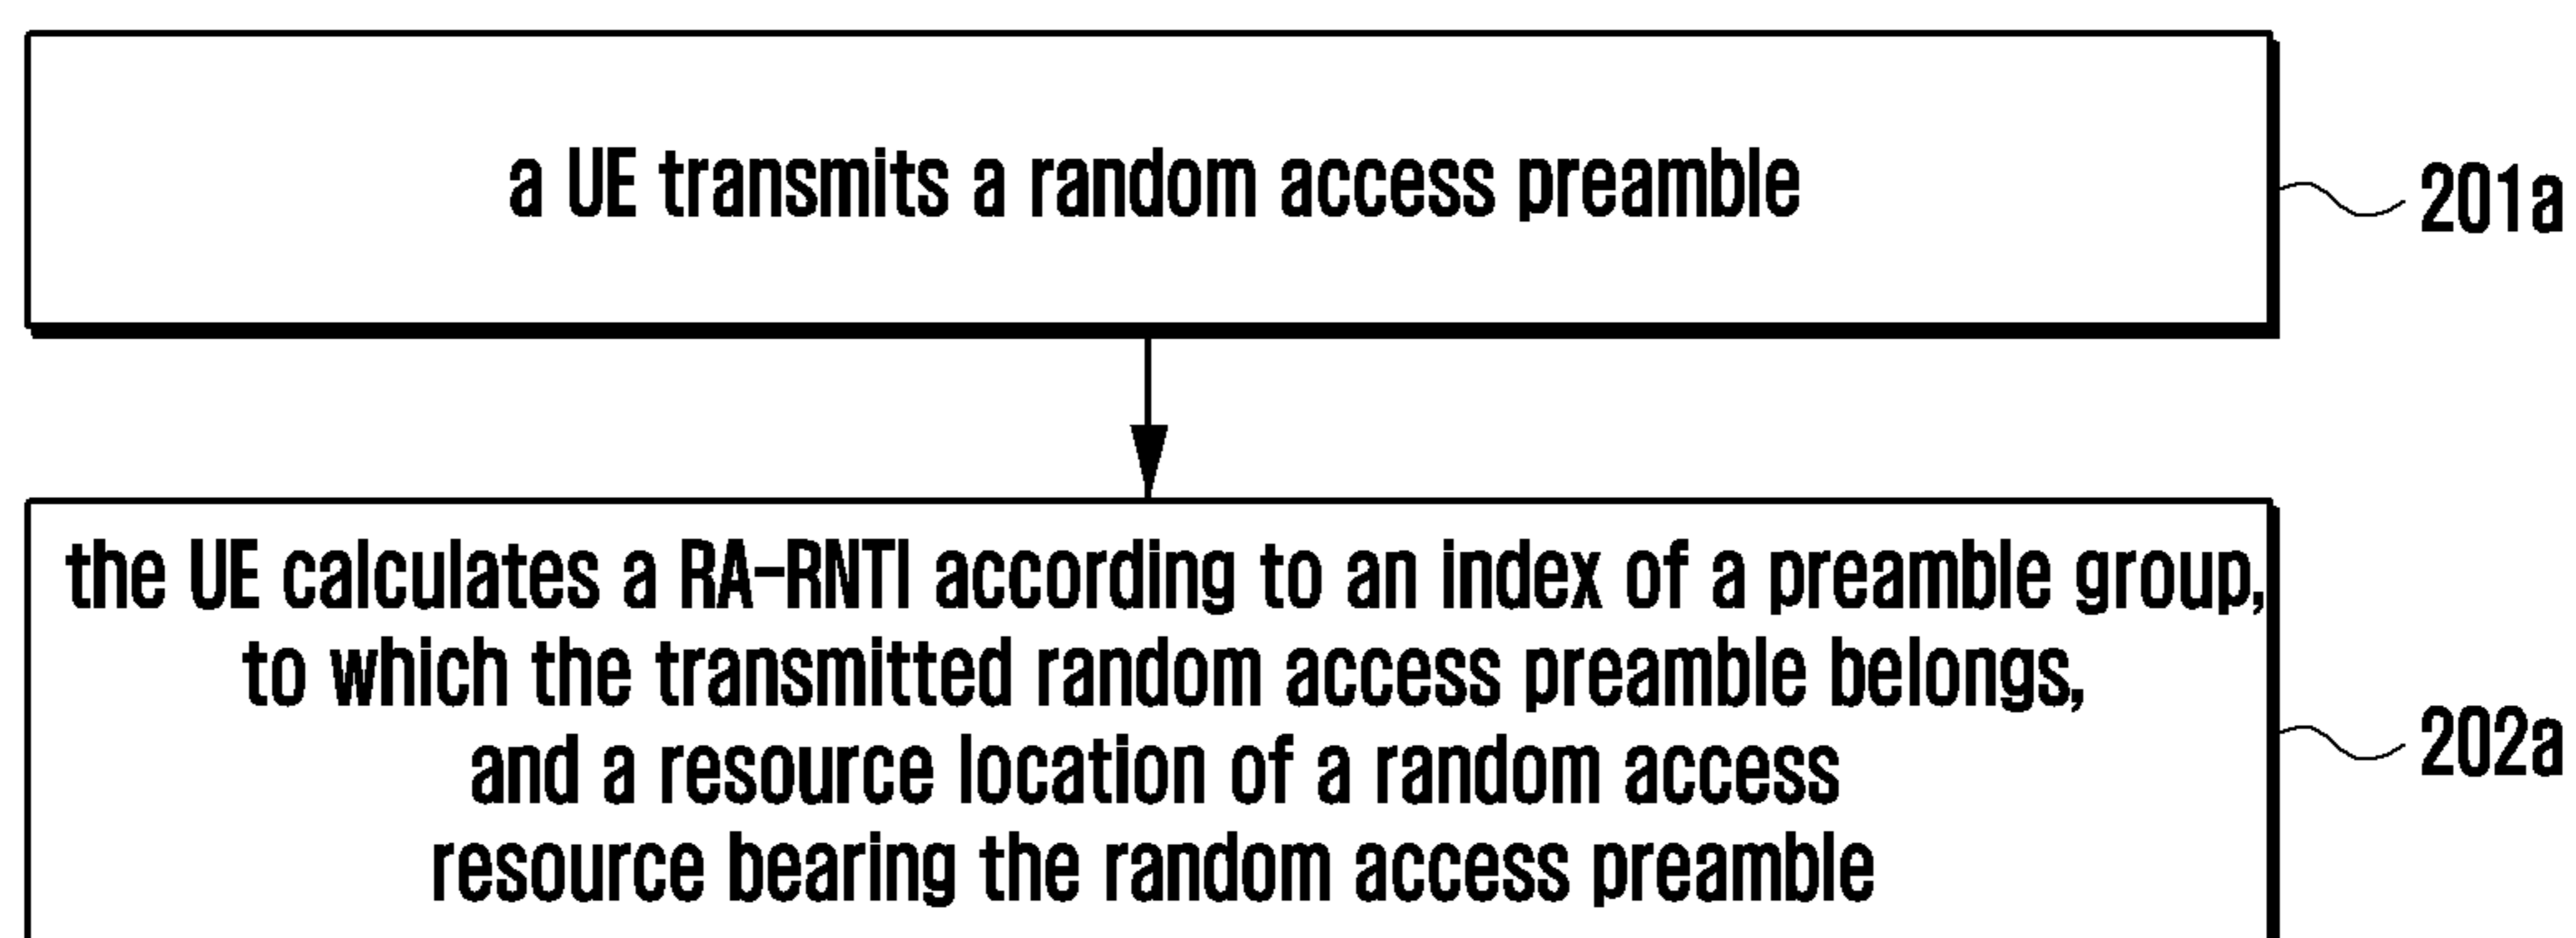 a UE transmits a random access preamble
201a
the UE calculates a RA-RNTI according to an index of a preamble group,
to which the transmitted random access preamble belongs,
and a resource location of a random access
resource bearing the random access preamble
202a